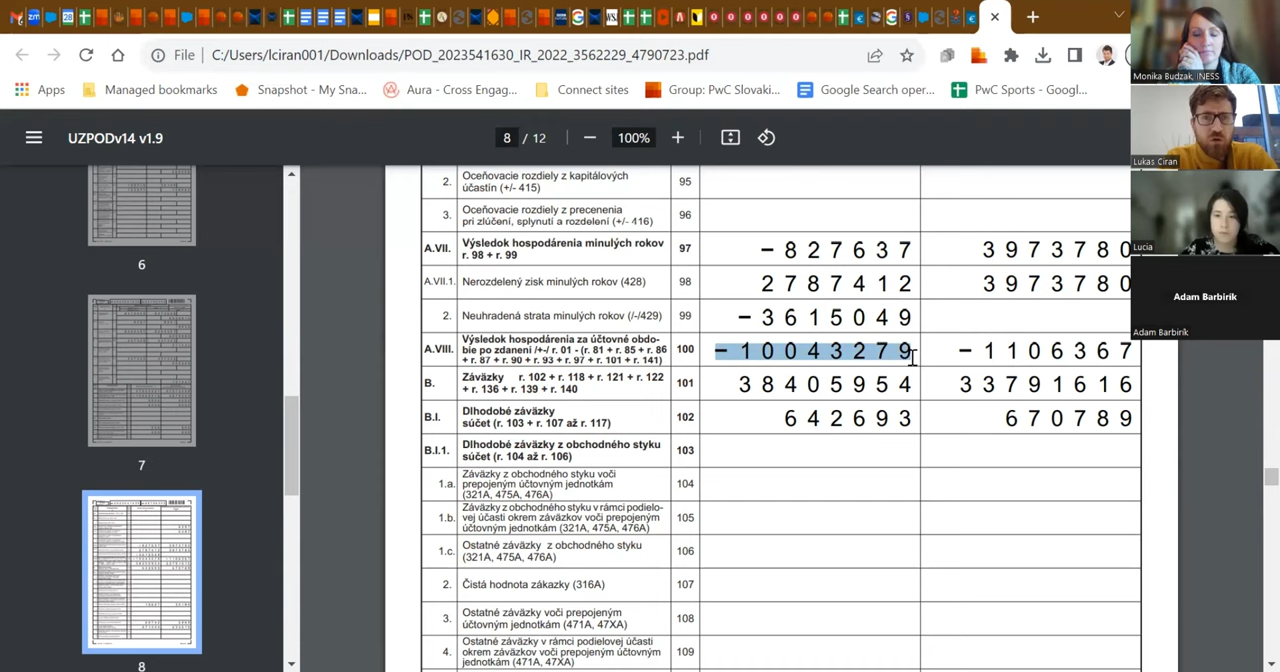 28
File C:/Users/lciran001/Downloads/POD_2023541630_IR_2022_3562229_4790723.pdf
Apps Managed bookmarks Snapshot - My Sna... Aura - Cross Engag... Connect sites Group: PwC Slovaki... Google Search oper... PwC Sports - Googl...
UZPODv14 v1.9 8 / 12 100%
6
7
8
2. Oceňovacie rozdiely z kapitálových
účastín (+/- 415) 95
3. Oceňovacie rozdiely z precenenia
pri zlúčení, splynutí a rozdelení (+/- 416) 96
A.VII. Výsledok hospodárenia minulých rokov
r. 98 + r. 99 97 - 827637 3973780
A.VII.1. Nerozdelený zisk minulých rokov (428) 98 2787412 3973780
2. Neuhradená strata minulých rokov (/-/429) 99 - 3615049
A.VIII. Výsledok hospodárenia za účtovné obdo-
bie po zdanení /+-/ r. 01 - (r. 81 + r. 85 + r. 86
+ r. 87 + r. 90 + r. 93 + r. 97 + r. 101 + r. 141) 100 - 10043279 - 1106367
B. Záväzky r. 102 + r. 118 + r. 121 + r. 122
+ r. 136 + r. 139 + r. 140 101 38405954 33791616
B.I. Dlhodobé záväzky
súčet (r. 103 + r. 107 až r. 117) 102 642693 670789
B.I.1. Dlhodobé záväzky z obchodného styku
súčet (r. 104 až r. 106) 103
1.a. Záväzky z obchodného styku voči
prepojeným účtovným jednotkám
(321A, 475A, 476A) 104
1.b. Záväzky z obchodného styku v rámci podielo-
vej účasti okrem záväzkov voči prepojeným
účtovným jednotkám (321A, 475A, 476A) 105
1.c. Ostatné záväzky z obchodného styku
(321A, 475A, 476A) 106
2. Čistá hodnota zákazky (316A) 107
3. Ostatné záväzky voči prepojeným
účtovným jednotkám (471A, 47XA) 108
4. Ostatné záväzky v rámci podielovej účasti
okrem záväzkov voči prepojeným účtovným
jednotkám (471A, 47XA) 109
Monika Budzak, INESS
Lukas Ciran
Lucia
Adam Barbirik
Adam Barbirik